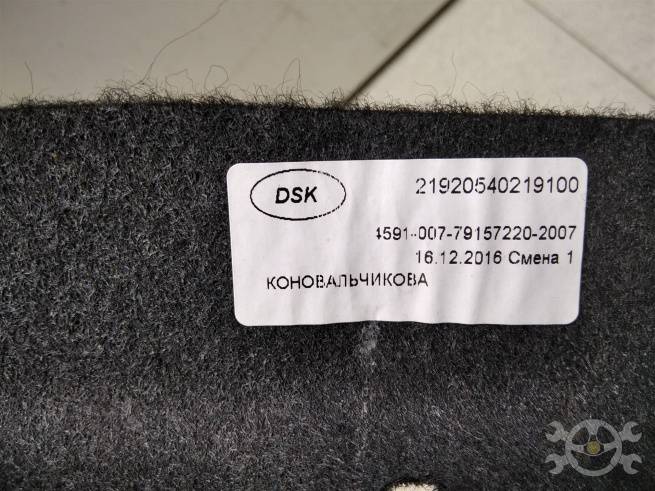 DSK
21920540219100
4591-007-79157220-2007
16.12.2016 Смена 1
КОНОВАЛЬЧИКОВА